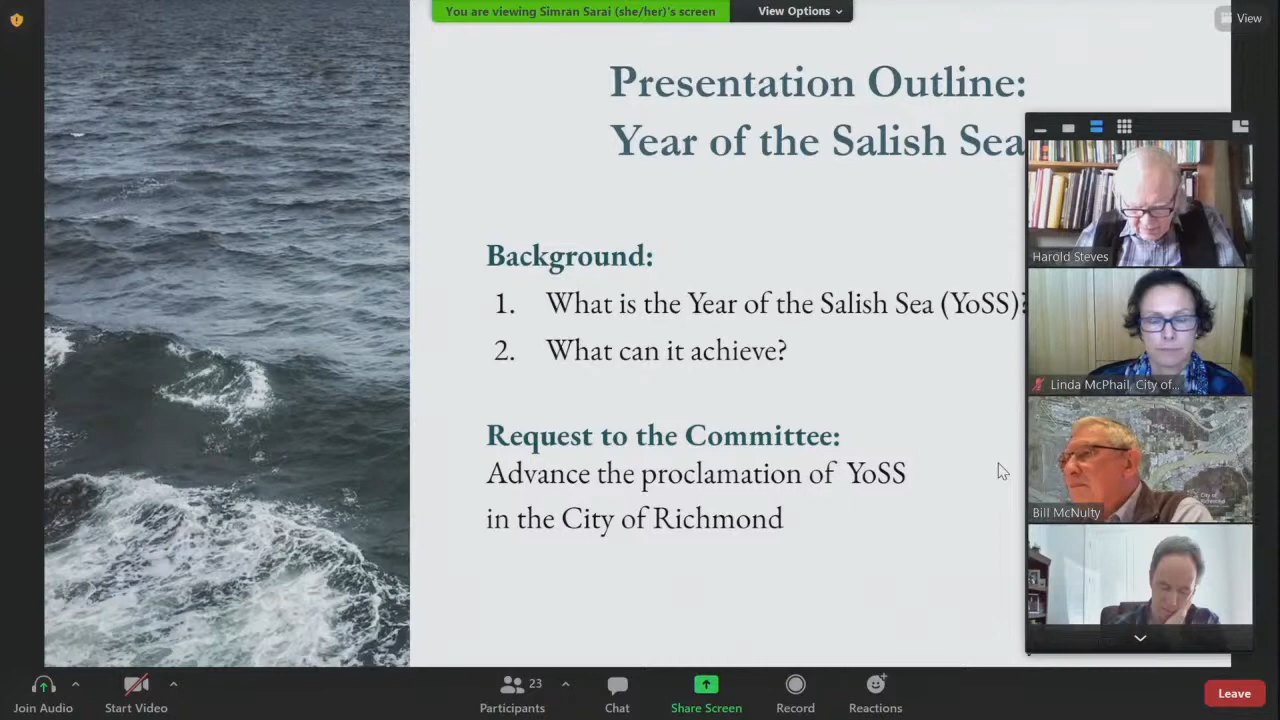 You are viewing Simran Sarai (she/her)'s screen
View Options
View
Presentation Outline:
Year of the Salish Sea
Background:
1. What is the Year of the Salish Sea (YoSS)?
2. What can it achieve?
Request to the Committee:
Advance the proclamation of YoSS
in the City of Richmond
Harold Steves
Linda McPhail, City of...
City of
Richmond
Bill McNulty
Join Audio
Start Video
23
Participants
Chat
Share Screen
Record
Reactions
Leave